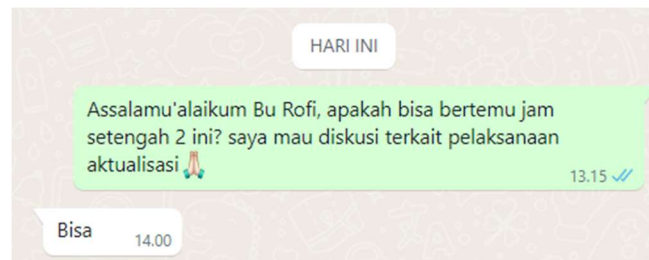 HARI INI
Assalamu'alaikum Bu Rofi, apakah bisa bertemu jam
setengah 2 ini? saya mau diskusi terkait pelaksanaan
aktualisasi🙏🏻
13.15
Bisa
14.00